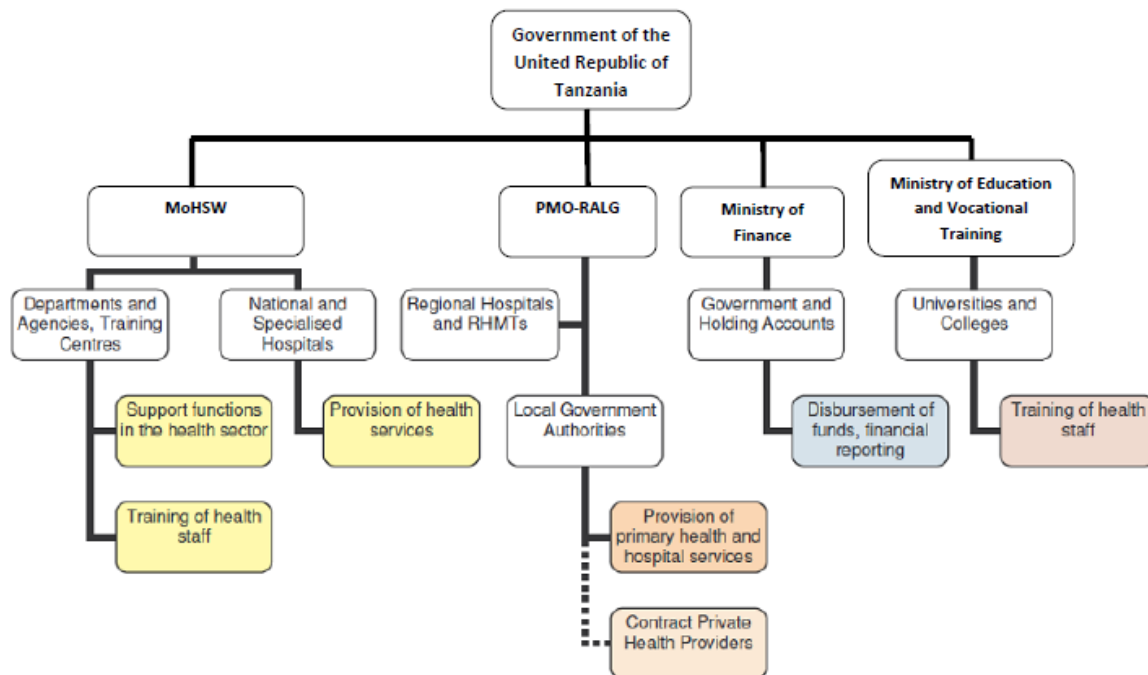 Government of the
United Republic of
Tanzania
MoHSW
PMO-RALG
Ministry of
Finance
Ministry of Education
and Vocational
Training
Departments and
Agencies, Training
Centres
National and
Specialised
Hospitals
Regional Hospitals
and RHMTs
Government and
Holding Accounts
Universities and
Colleges
Support functions
in the health sector
Provision of health
services
Local Government
Authorities
Disbursement of
funds, financial
reporting
Training of health
staff
Training of health
staff
Provision of
primary health and
hospital services
Contract Private
Health Providers